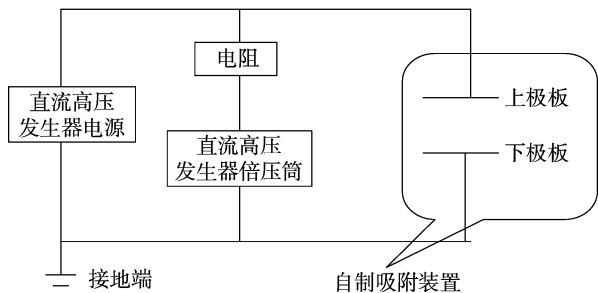 电阻
直流高压
发生器电源
直流高压
发生器倍压筒
上极板
下极板
接地端
自制吸附装置